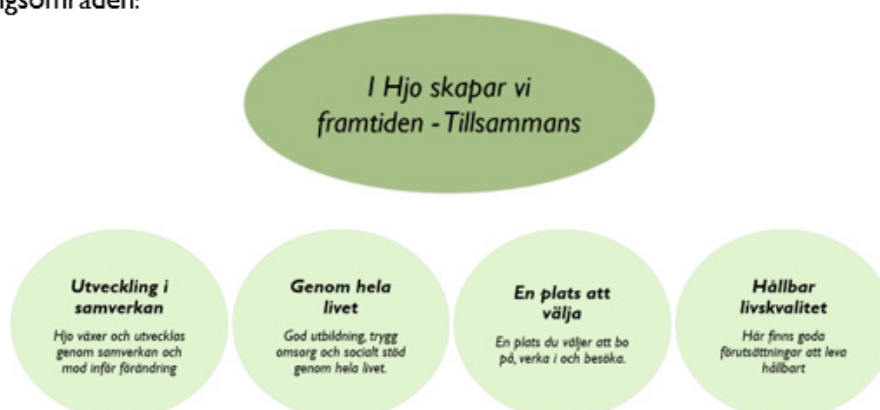 ngsområden:
I Hjo skapar vi
framtiden - Tillsammans
Utveckling i
samverkan
Hjo växer och utvecklas
genom samverkan och
mod inför förändring
Genom hela
livet
God utbildning, trygg
omsorg och socialt stöd
genom hela livet.
En plats att
välja
En plats du väljer att bo
på, verka i och besöka.
Hållbar
livskvalitet
Här finns goda
förutsättningar att leva
hållbart